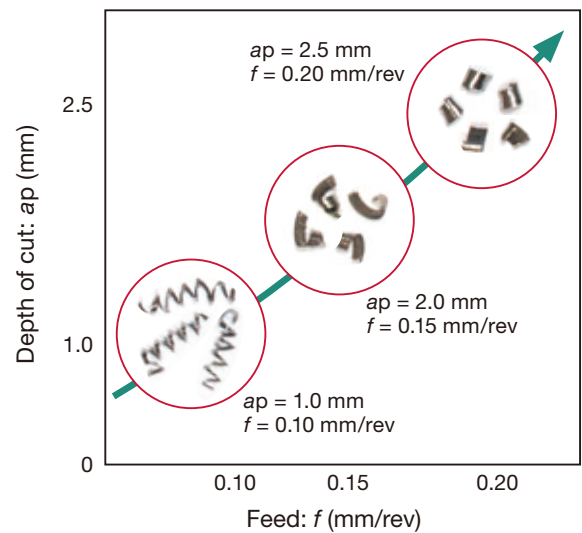 ap = 2.5 mm
f = 0.20 mm/rev
2.5
Depth of cut: ap (mm)
ap = 2.0 mm
f = 0.15 mm/rev
1.0
ap = 1.0 mm
f = 0.10 mm/rev
0
0.10
0.15
0.20
Feed: f (mm/rev)